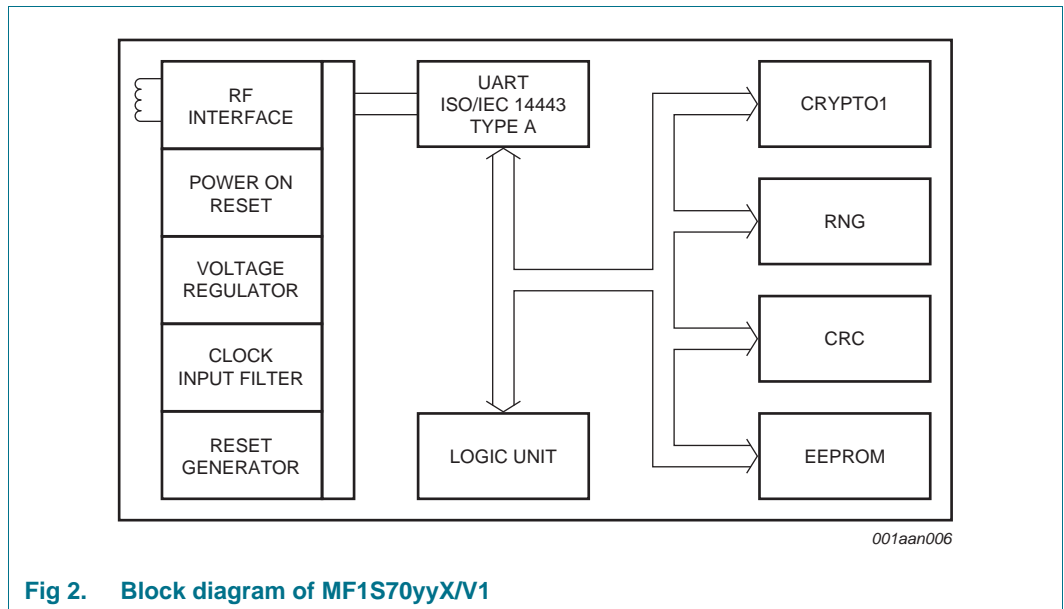 RF
INTERFACE
POWER ON
RESET
VOLTAGE
REGULATOR
CLOCK
INPUT FILTER
RESET
GENERATOR
UART
ISO/IEC 14443
TYPE A
LOGIC UNIT
CRYPTO1
RNG
CRC
EEPROM
001aan006
Fig 2. Block diagram of MF1S70yyX/V1